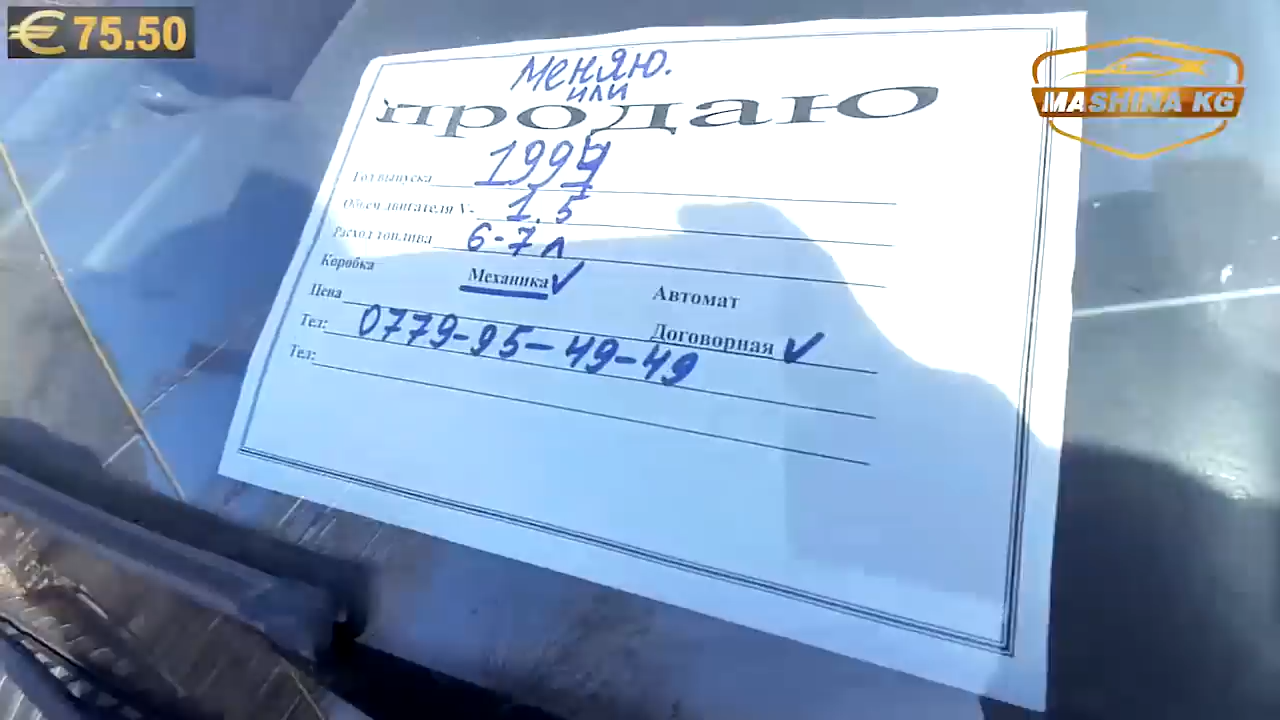 € 75.50
MASHINA KG
Меняю.
или
продаю
Год выпуска 1994
Объем двигателя V- 1.5
Расход топлива 6-7 л
Коробка Механика✓ Автомат
Цена Договорная ✓
Тел: 0779-95-49-49
Тел: